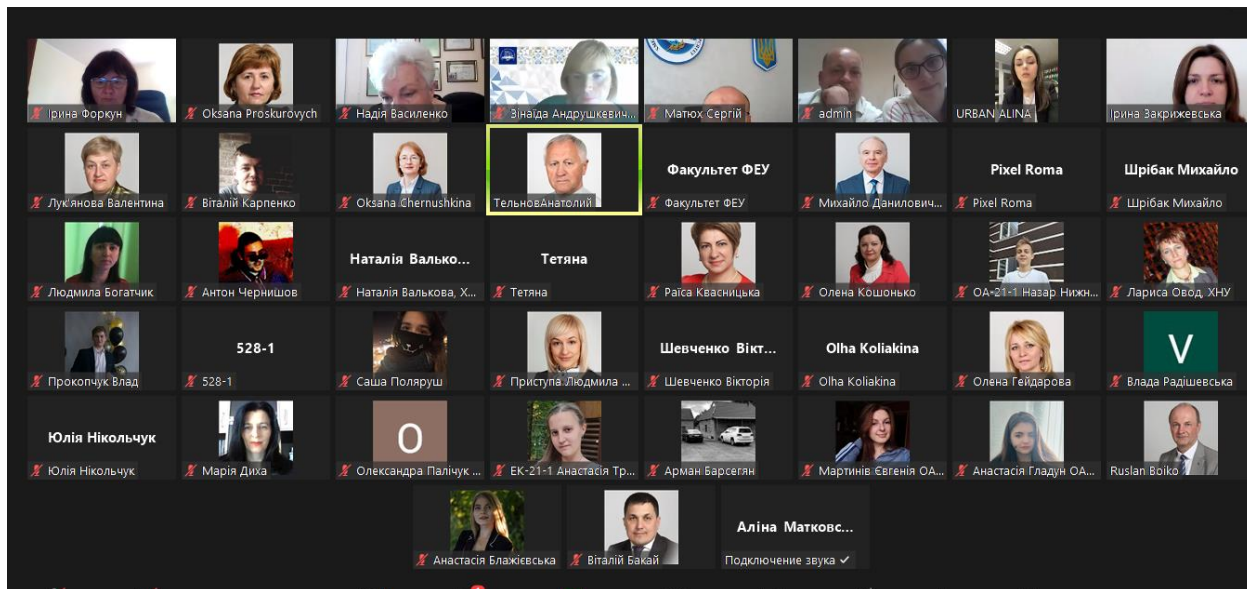 Ірина Форкун
Oksana Proskurovych
Надія Василенко
Зінаїда Андрушкевич...
Матюх Сергій
admin
URBAN ALINA
Ірина Закрижевська
Факультет ФЕУ
Pixel Roma
Шрібак Михайло
Лук'янова Валентина
Віталій Карпенко
Oksana Chernushkina
ТельновАнатолий
Факультет ФЕУ
Михайло Данилович...
Pixel Roma
Шрібак Михайло
Наталія Валько...
Тетяна
Людмила Богатчик
Антон Чернишов
Наталія Валькова, Х...
Тетяна
Раїса Квасницька
Олена Кошонько
ОА-21-1 Назар Нижн...
Лариса Овод, ХНУ
528-1
Шевченко Вікт...
Olha Koliakina
V
Прокопчук Влад
528-1
Саша Поляруш
Приступа Людмила ...
Шевченко Вікторія
Olha Koliakina
Олена Гейдарова
Влада Радішевська
Юлія Нікольчук
О
Юлія Нікольчук
Марія Диха
Олександра Палічук ...
ЕК-21-1 Анастасія Тр...
Арман Барсегян
Мартинів Євгенія ОА...
Анастасія Гладун ОА...
Ruslan Boiko
Аліна Матковс...
Анастасія Блажієвська
Віталій Бакай
Подключение звука